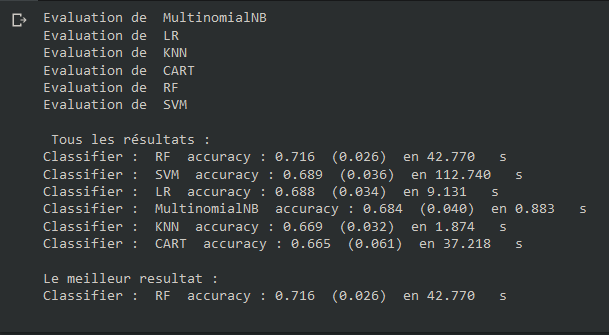 Evaluation de  MultinomialNB
Evaluation de  LR
Evaluation de  KNN
Evaluation de  CART
Evaluation de  RF
Evaluation de  SVM
Tous les résultats :
Classifier :  RF  accuracy : 0.716  (0.026)  en 42.770   s
Classifier :  SVM  accuracy : 0.689  (0.036)  en 112.740   s
Classifier :  LR  accuracy : 0.688  (0.034)  en 9.131   s
Classifier :  MultinomialNB  accuracy : 0.684  (0.040)  en 0.883   s
Classifier :  KNN  accuracy : 0.669  (0.032)  en 1.874   s
Classifier :  CART  accuracy : 0.665  (0.061)  en 37.218   s
Le meilleur resultat :
Classifier :  RF  accuracy : 0.716  (0.026)  en 42.770   s